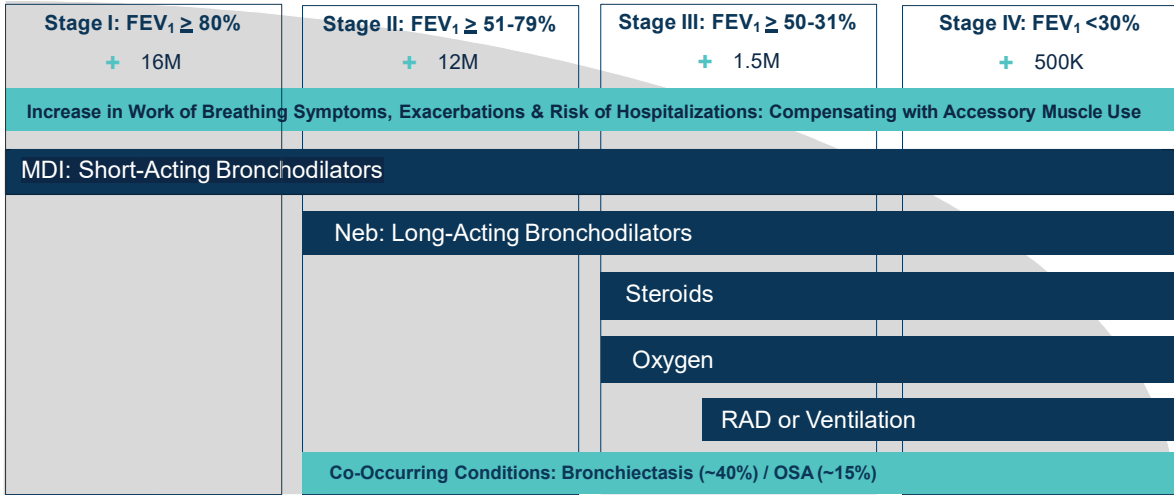 Stage I: FEV₁ ≥ 80%
+ 16M
Stage II: FEV₁ ≥ 51-79%
+ 12M
Stage III: FEV₁ ≥ 50-31%
+ 1.5M
Stage IV: FEV₁ <30%
+ 500K
Increase in Work of Breathing Symptoms, Exacerbations & Risk of Hospitalizations: Compensating with Accessory Muscle Use
MDI: Short-Acting Bronchodilators
Neb: Long-Acting Bronchodilators
Steroids
Oxygen
RAD or Ventilation
Co-Occurring Conditions: Bronchiectasis (~40%) / OSA (~15%)